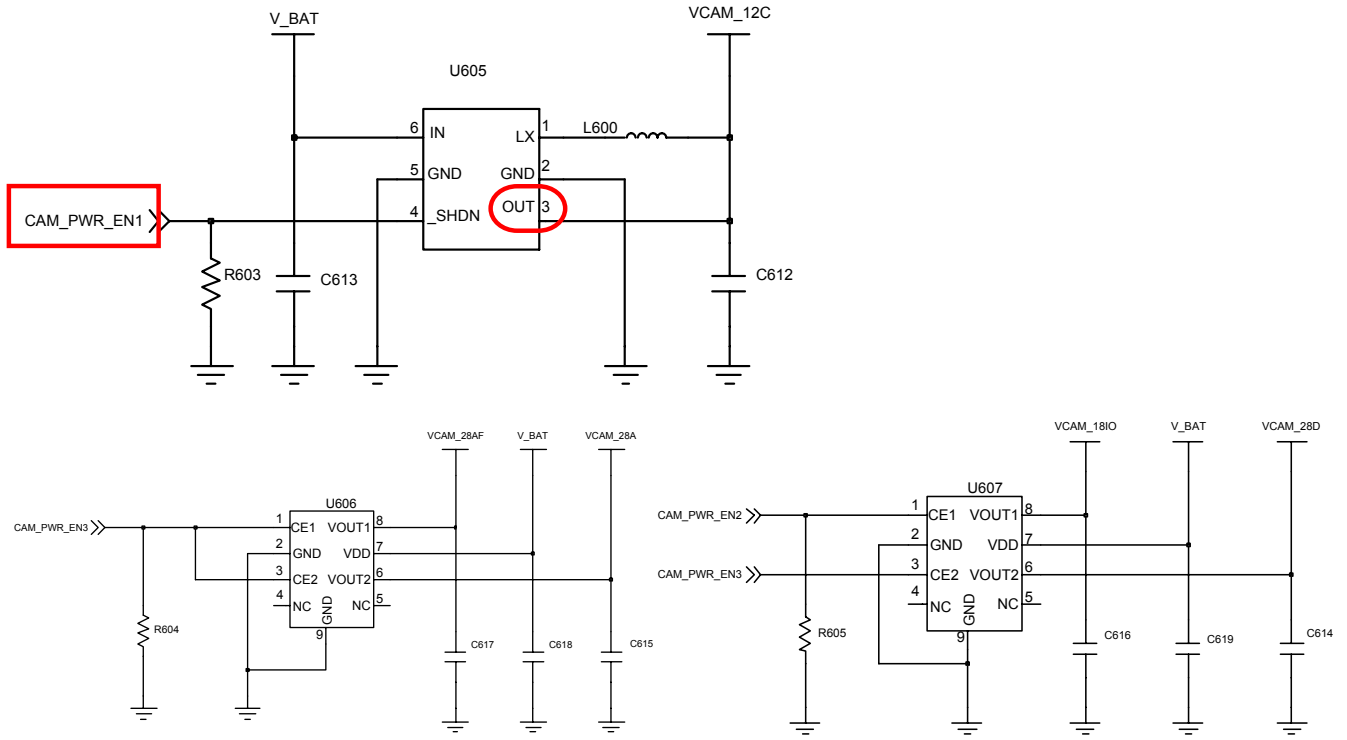 V_BAT
VCAM_12C
U605
6 IN
LX 1
L600
5 GND
GND 2
CAM_PWR_EN1
4 _SHDN
OUT 3
R603
C613
C612
VCAM_28AF
V_BAT
VCAM_28A
U606
CAM_PWR_EN3
1 CE1
VOUT1 8
2 GND
VDD 7
3 CE2
VOUT2 6
4 NC
GND
NC 5
9
R604
C617
C618
C615
VCAM_18IO
V_BAT
VCAM_28D
U607
CAM_PWR_EN2
1 CE1
VOUT1 8
2 GND
VDD 7
CAM_PWR_EN3
3 CE2
VOUT2 6
4 NC
GND
NC 5
9
R605
C616
C619
C614